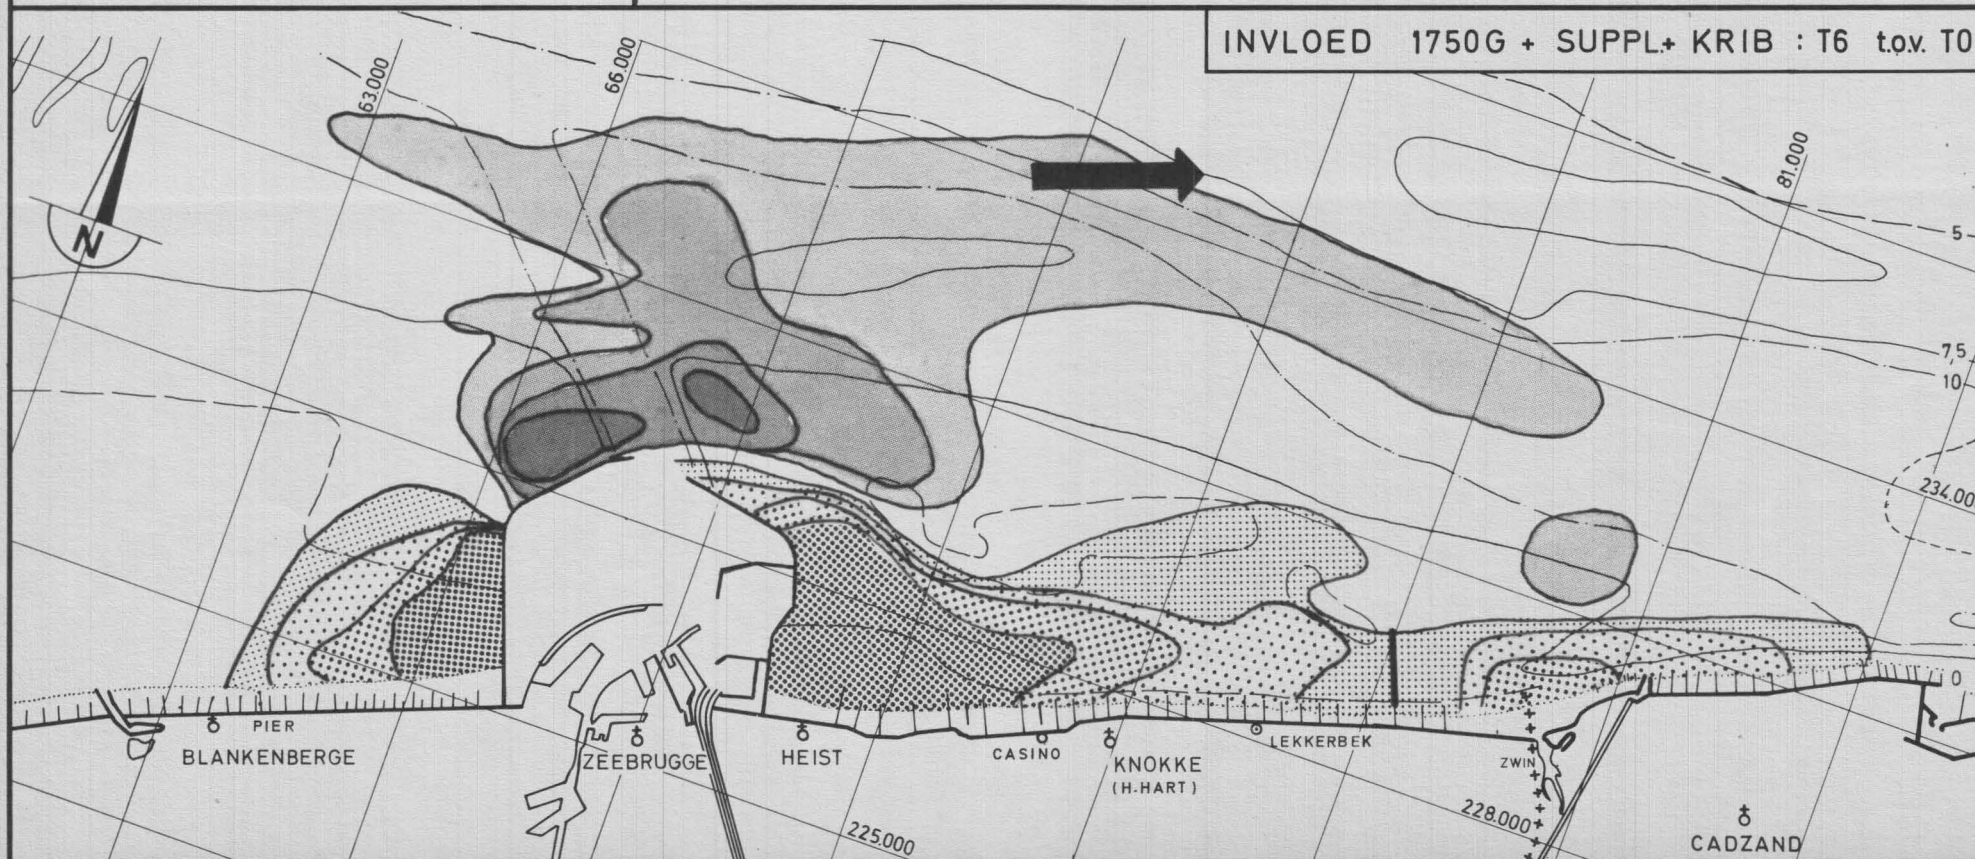 INVLOED 1750G + SUPPL.+ KRIB : T6 t.o.v. T0
63.000
66.000
81.000
N
5
7,5
10
234.00
0
PIER
BLANKENBERGE
ZEEBRUGGE
HEIST
CASINO
KNOKKE
(H-HART)
LEKKERBEK
ZWIN
228.000
225.000
CADZAND